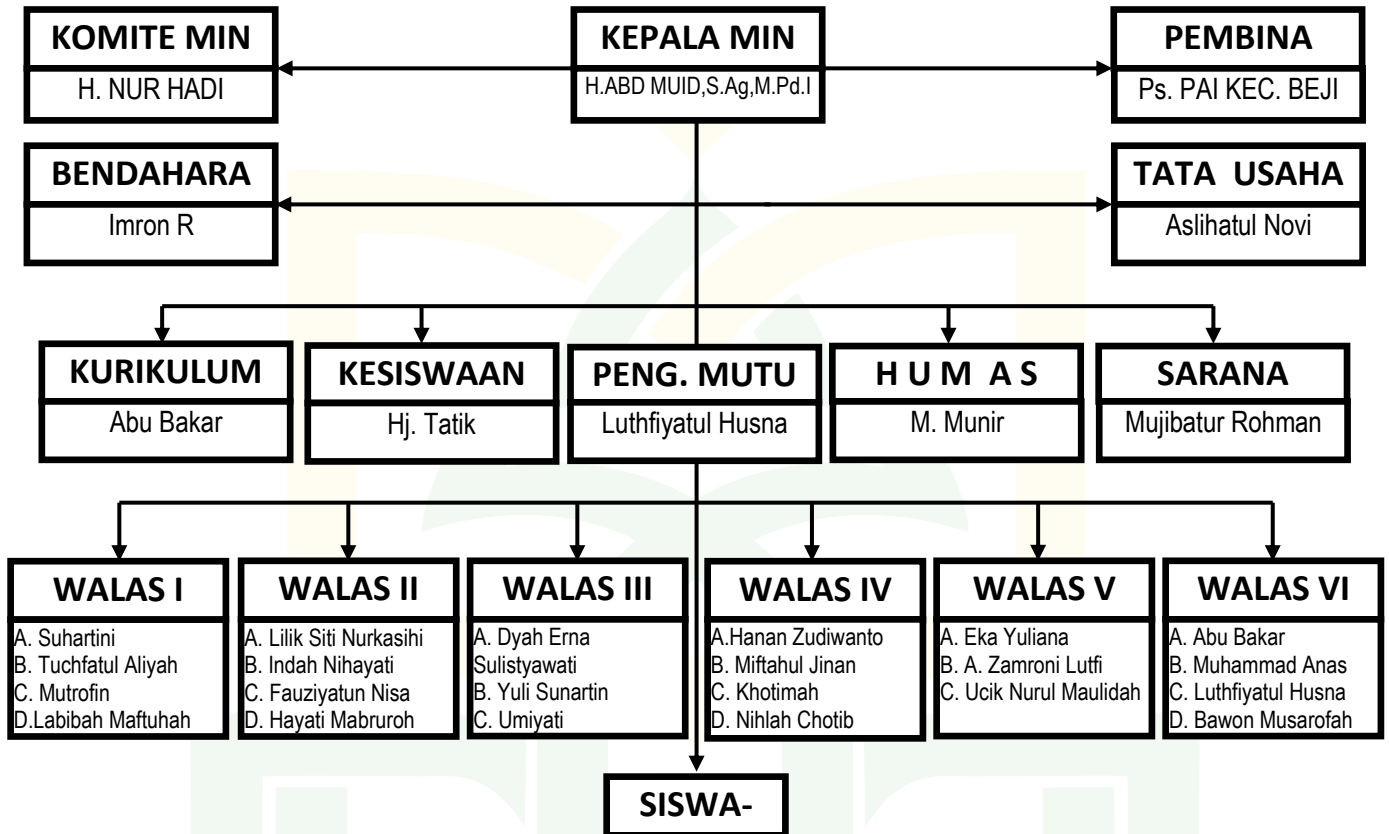 KOMITE MIN
H. NUR HADI
KEPALA MIN
H.ABD MUID,S.Ag,M.Pd.I
PEMBINA
Ps. PAI KEC. BEJI
BENDAHARA
Imron R
TATA USAHA
Aslihatul Novi
KURIKULUM
Abu Bakar
KESISWAAN
Hj. Tatik
PENG. MUTU
Luthfiyatul Husna
H U M A S
M. Munir
SARANA
Mujibatur Rohman
WALAS I
A. Suhartini
B. Tuchfatul Aliyah
C. Mutrofin
D.Labibah Maftuhah
WALAS II
A. Lilik Siti Nurkasihi
B. Indah Nihayati
C. Fauziyatun Nisa
D. Hayati Mabruroh
WALAS III
A. Dyah Erna
Sulistyawati
B. Yuli Sunartin
C. Umiyati
WALAS IV
A.Hanan Zudiwanto
B. Miftahul Jinan
C. Khotimah
D. Nihlah Chotib
WALAS V
A. Eka Yuliana
B. A. Zamroni Lutfi
C. Ucik Nurul Maulidah
WALAS VI
A. Abu Bakar
B. Muhammad Anas
C. Luthfiyatul Husna
D. Bawon Musarofah
SISWA-